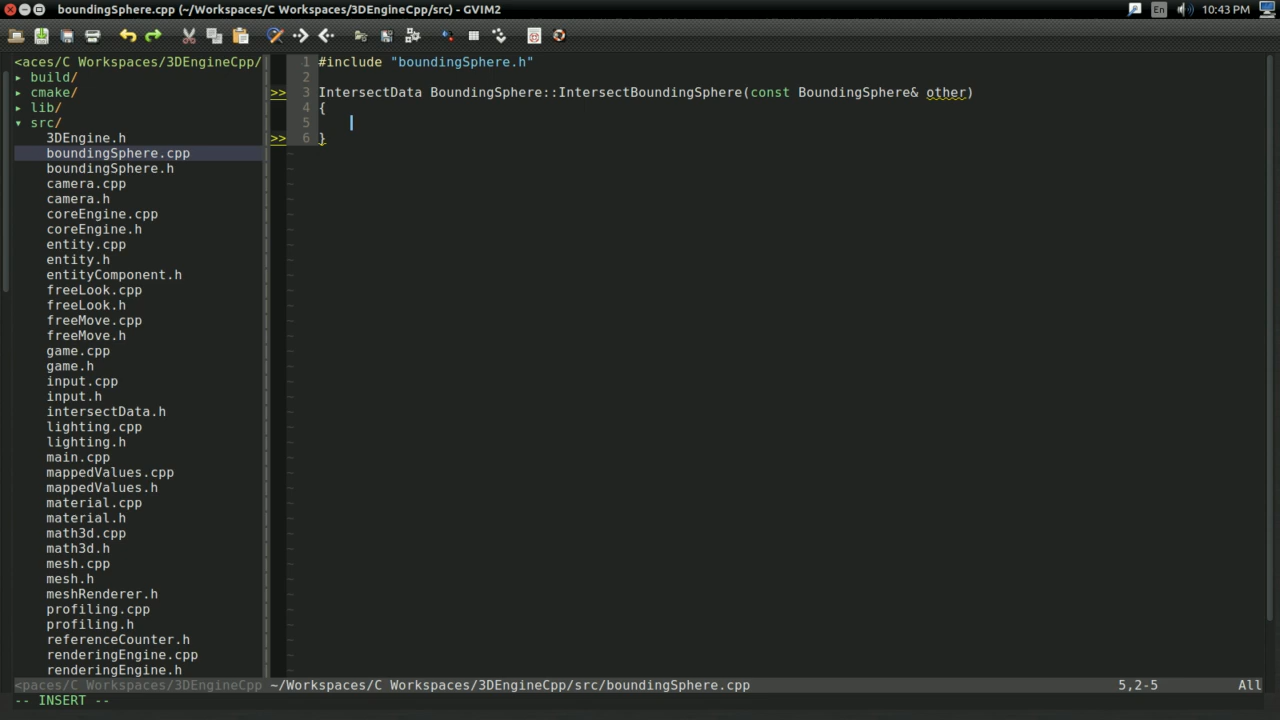 boundingSphere.cpp (~/Workspaces/C Workspaces/3DEngineCpp/src) - GVIM2
En
10:43 PM
<aces/C Workspaces/3DEngineCpp/
▸ build/
▸ cmake/
▸ lib/
▾ src/
3DEngine.h
boundingSphere.cpp
boundingSphere.h
camera.cpp
camera.h
coreEngine.cpp
coreEngine.h
entity.cpp
entity.h
entityComponent.h
freeLook.cpp
freeLook.h
freeMove.cpp
freeMove.h
game.cpp
game.h
input.cpp
input.h
intersectData.h
lighting.cpp
lighting.h
main.cpp
mappedValues.cpp
mappedValues.h
material.cpp
material.h
math3d.cpp
math3d.h
mesh.cpp
mesh.h
meshRenderer.h
profiling.cpp
profiling.h
referenceCounter.h
renderingEngine.cpp
renderingEngine.h
1 #include "boundingSphere.h"
2
>> 3 IntersectData BoundingSphere::IntersectBoundingSphere(const BoundingSphere& other)
4 {
5
>> 6 }
<paces/C Workspaces/3DEngineCpp ~/Workspaces/C Workspaces/3DEngineCpp/src/boundingSphere.cpp 5,2-5 All
-- INSERT --